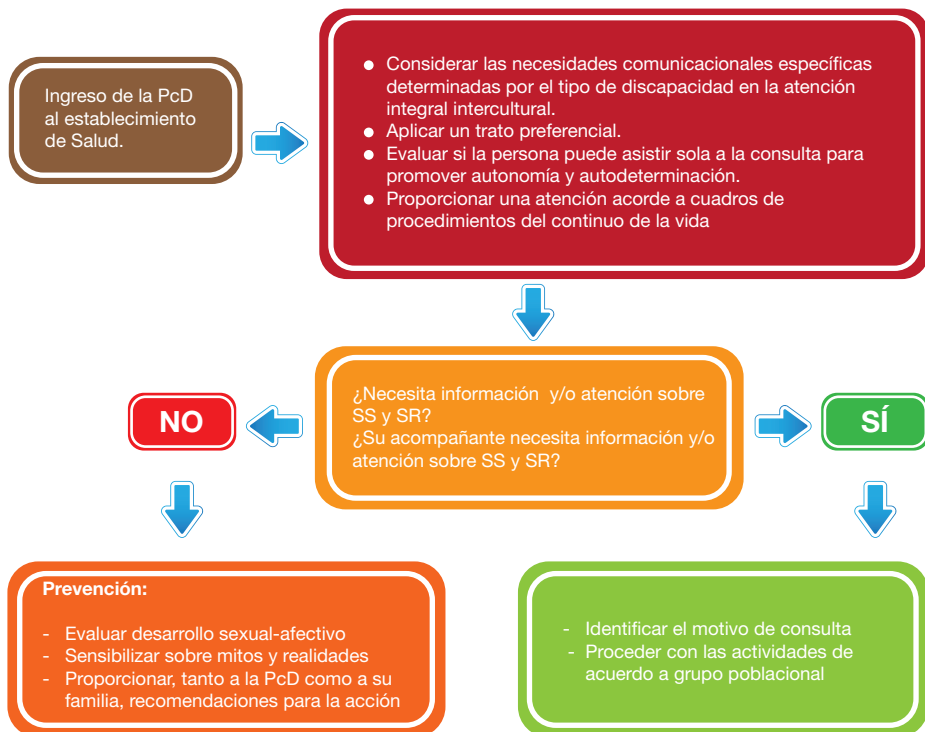 Ingreso de la PcD
al establecimiento
de Salud.
● Considerar las necesidades comunicacionales específicas
determinadas por el tipo de discapacidad en la atención
integral intercultural.
● Aplicar un trato preferencial.
● Evaluar si la persona puede asistir sola a la consulta para
promover autonomía y autodeterminación.
● Proporcionar una atención acorde a cuadros de
procedimientos del continuo de la vida
¿Necesita información y/o atención sobre
SS y SR?
¿Su acompañante necesita información y/o
atención sobre SS y SR?
NO
SÍ
Prevención:
- Evaluar desarrollo sexual-afectivo
- Sensibilizar sobre mitos y realidades
- Proporcionar, tanto a la PcD como a su
familia, recomendaciones para la acción
- Identificar el motivo de consulta
- Proceder con las actividades de
acuerdo a grupo poblacional